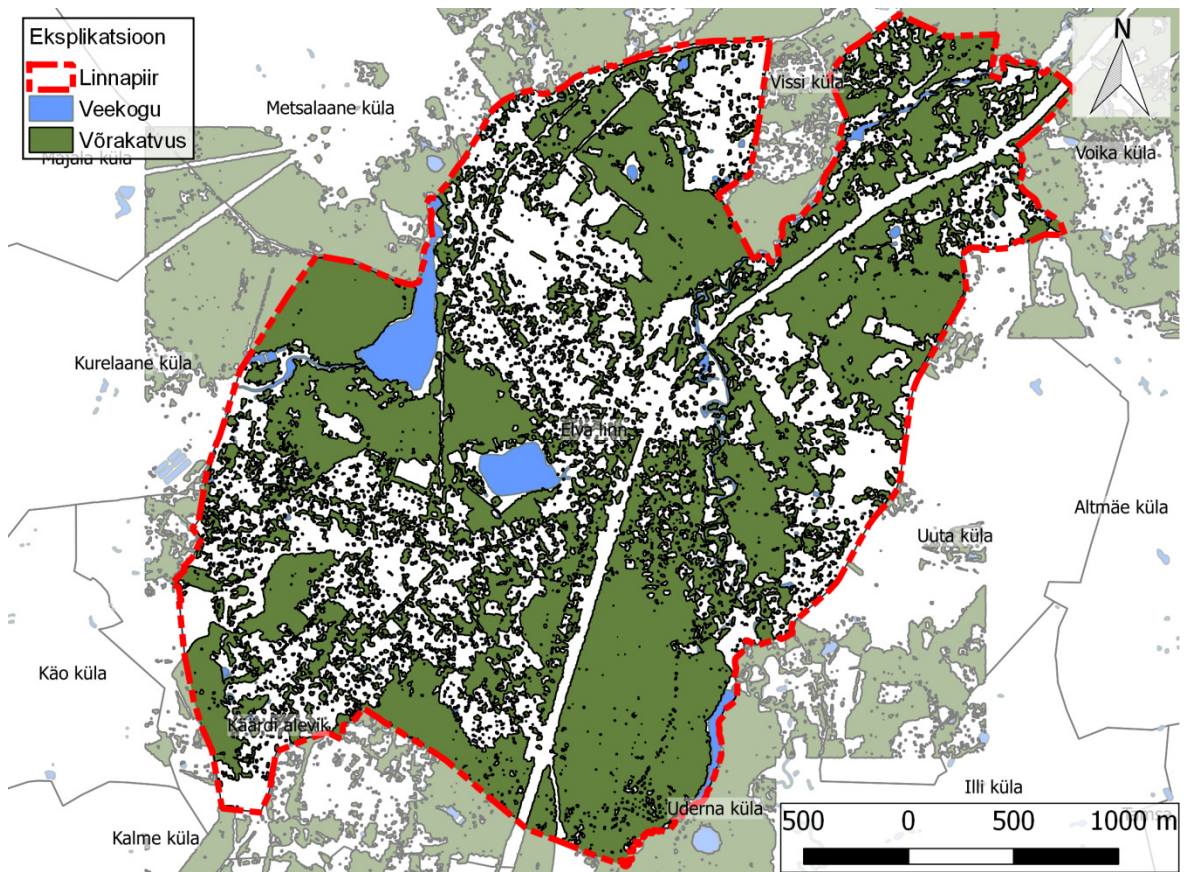 Eksplikatsioon
Linnapiir
Veekogu
Võrakatvus
N
Vissi küla
Metsalaane küla
Voika küla
Majala küla
Kurelaane küla
Elva linn
Altmäe küla
Uuta küla
Käo küla
Käärdi alevik
Illi küla
Uderna küla
Kalme küla
500 0 500 1000 m